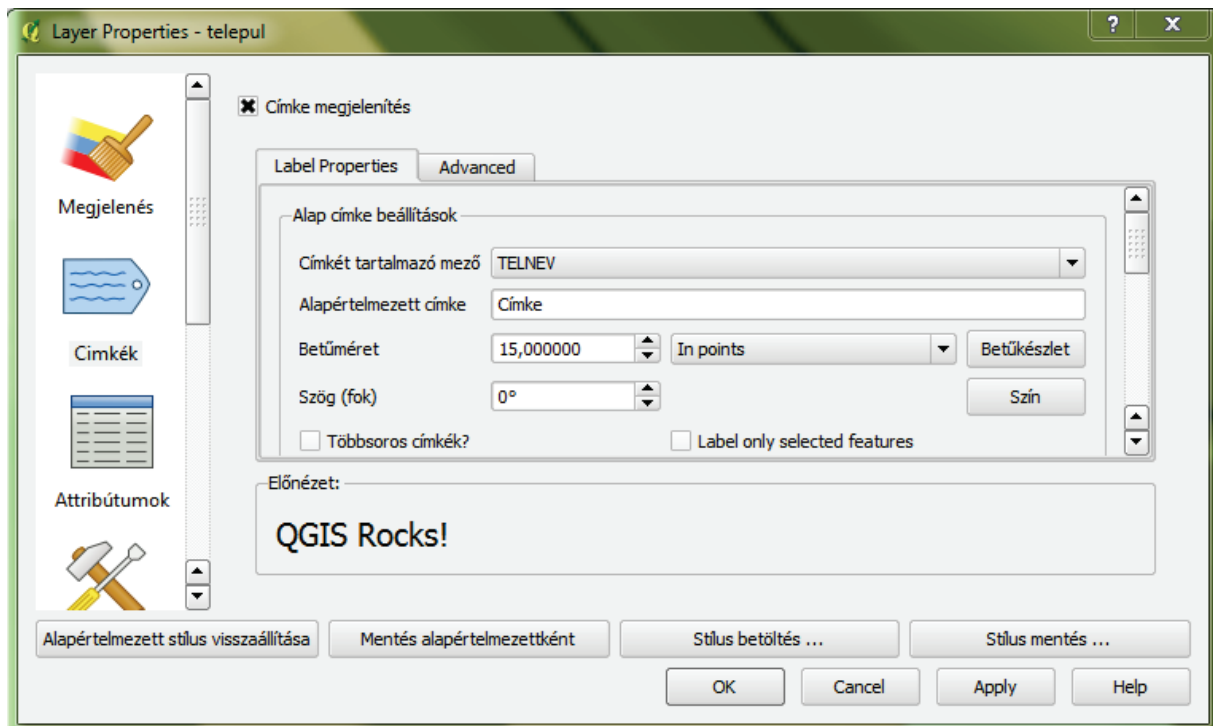 Layer Properties - telepul
? X
Megjelenés
Cimkék
Attribútumok
Címke megjelenítés
Label Properties Advanced
Alap címke beállítások
Címkét tartalmazó mező TELNEV
Alapértelmezett címke Címke
Betűméret 15,000000 In points Betűkészlet
Szög (fok) 0° Szín
Többsoros címkék? Label only selected features
Előnézet:
QGIS Rocks!
Alapértelmezett stílus visszaállítása Mentés alapértelmezettként Stílus betöltés ... Stílus mentés ...
OK Cancel Apply Help